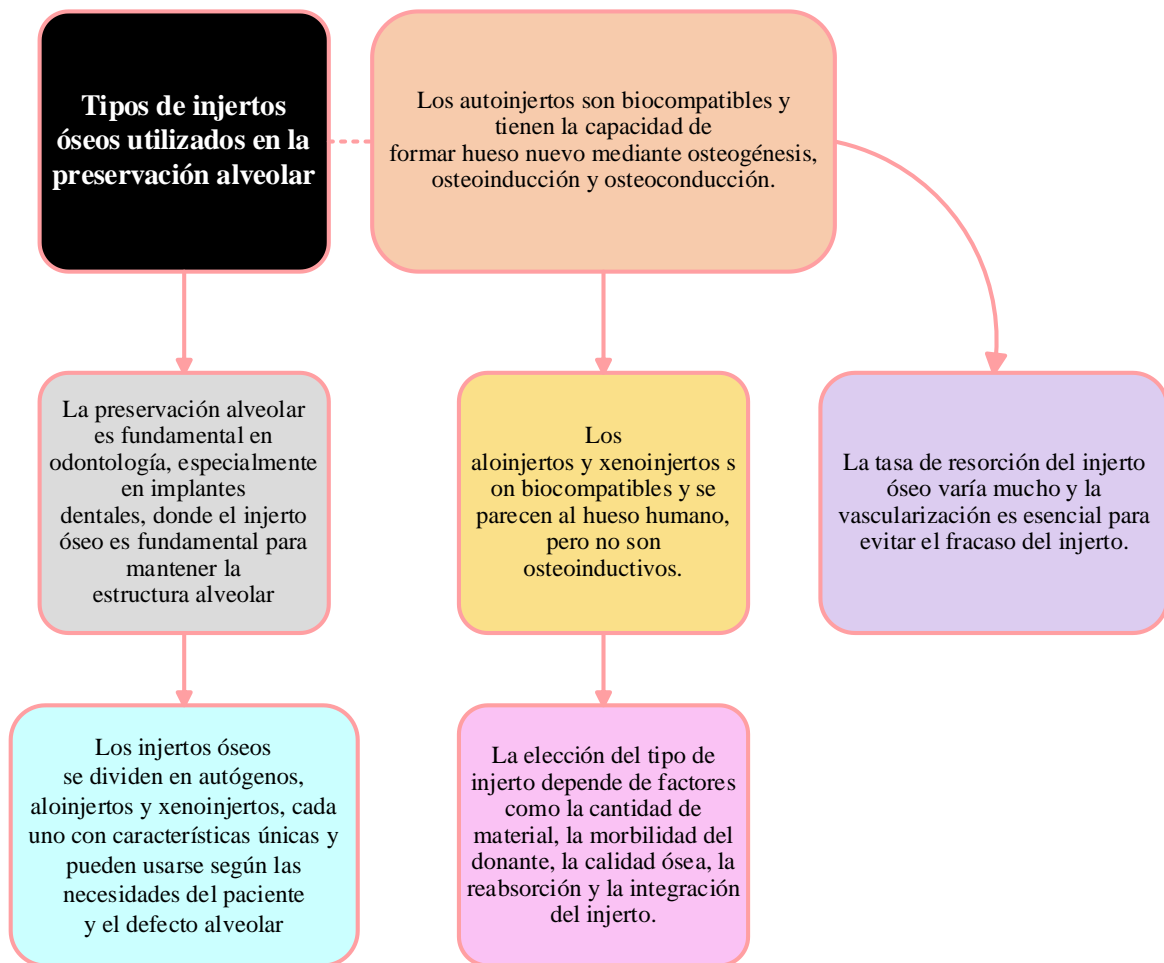 Tipos de injertos
óseos utilizados en la
preservación alveolar
Los autoinjertos son biocompatibles y
tienen la capacidad de
formar hueso nuevo mediante osteogénesis,
osteoinducción y osteoconducción.
La preservación alveolar
es fundamental en
odontología, especialmente
en implantes
dentales, donde el injerto
óseo es fundamental para
mantener la
estructura alveolar
Los
aloinjertos y xenoinjertos s
on biocompatibles y se
parecen al hueso humano,
pero no son
osteoinductivos.
La tasa de resorción del injerto
óseo varía mucho y la
vascularización es esencial para
evitar el fracaso del injerto.
Los injertos óseos
se dividen en autógenos,
aloinjertos y xenoinjertos, cada
uno con características únicas y
pueden usarse según las
necesidades del paciente
y el defecto alveolar
La elección del tipo de
injerto depende de factores
como la cantidad de
material, la morbilidad del
donante, la calidad ósea, la
reabsorción y la integración
del injerto.